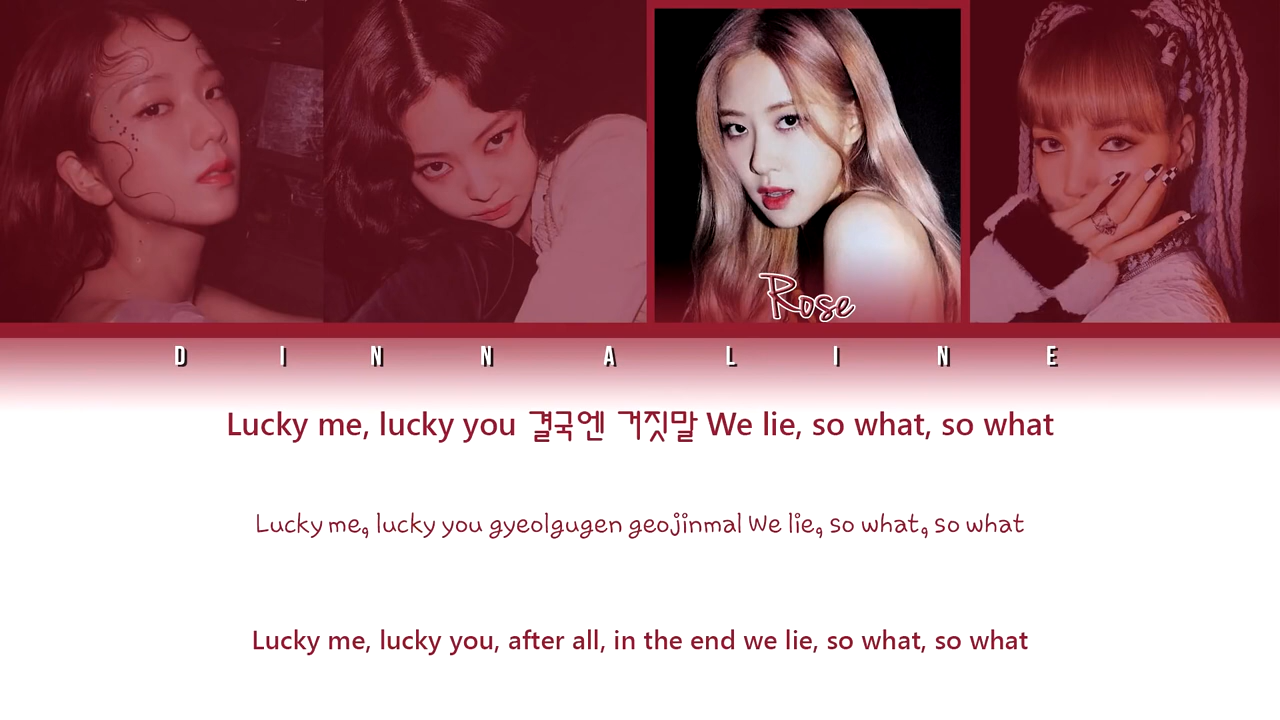 Rose
DINNALINE
Lucky me, lucky you 결국엔 거짓말 We lie, so what, so what
Lucky me, lucky you gyeolgugen geojinmal We lie, so what, so what
Lucky me, lucky you, after all, in the end we lie, so what, so what